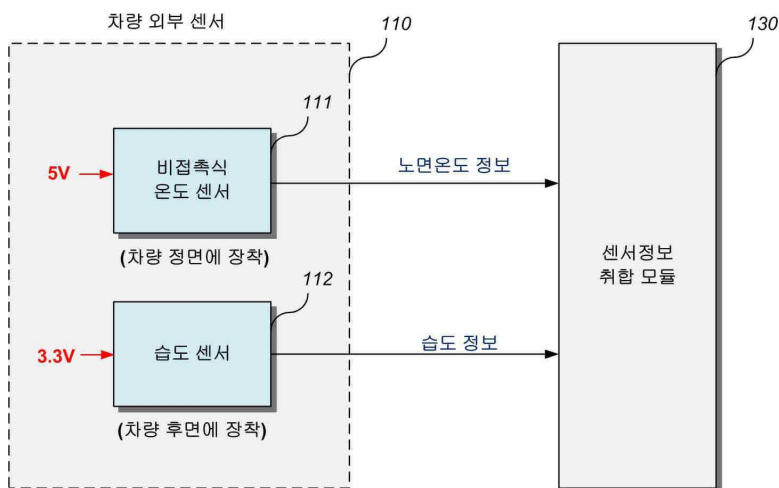 차량 외부 센서
110
130
111
비접촉식
온도 센서
5V
노면온도 정보
(차량 정면에 장착)
센서정보
취합 모듈
112
습도 센서
3.3V
습도 정보
(차량 후면에 장착)